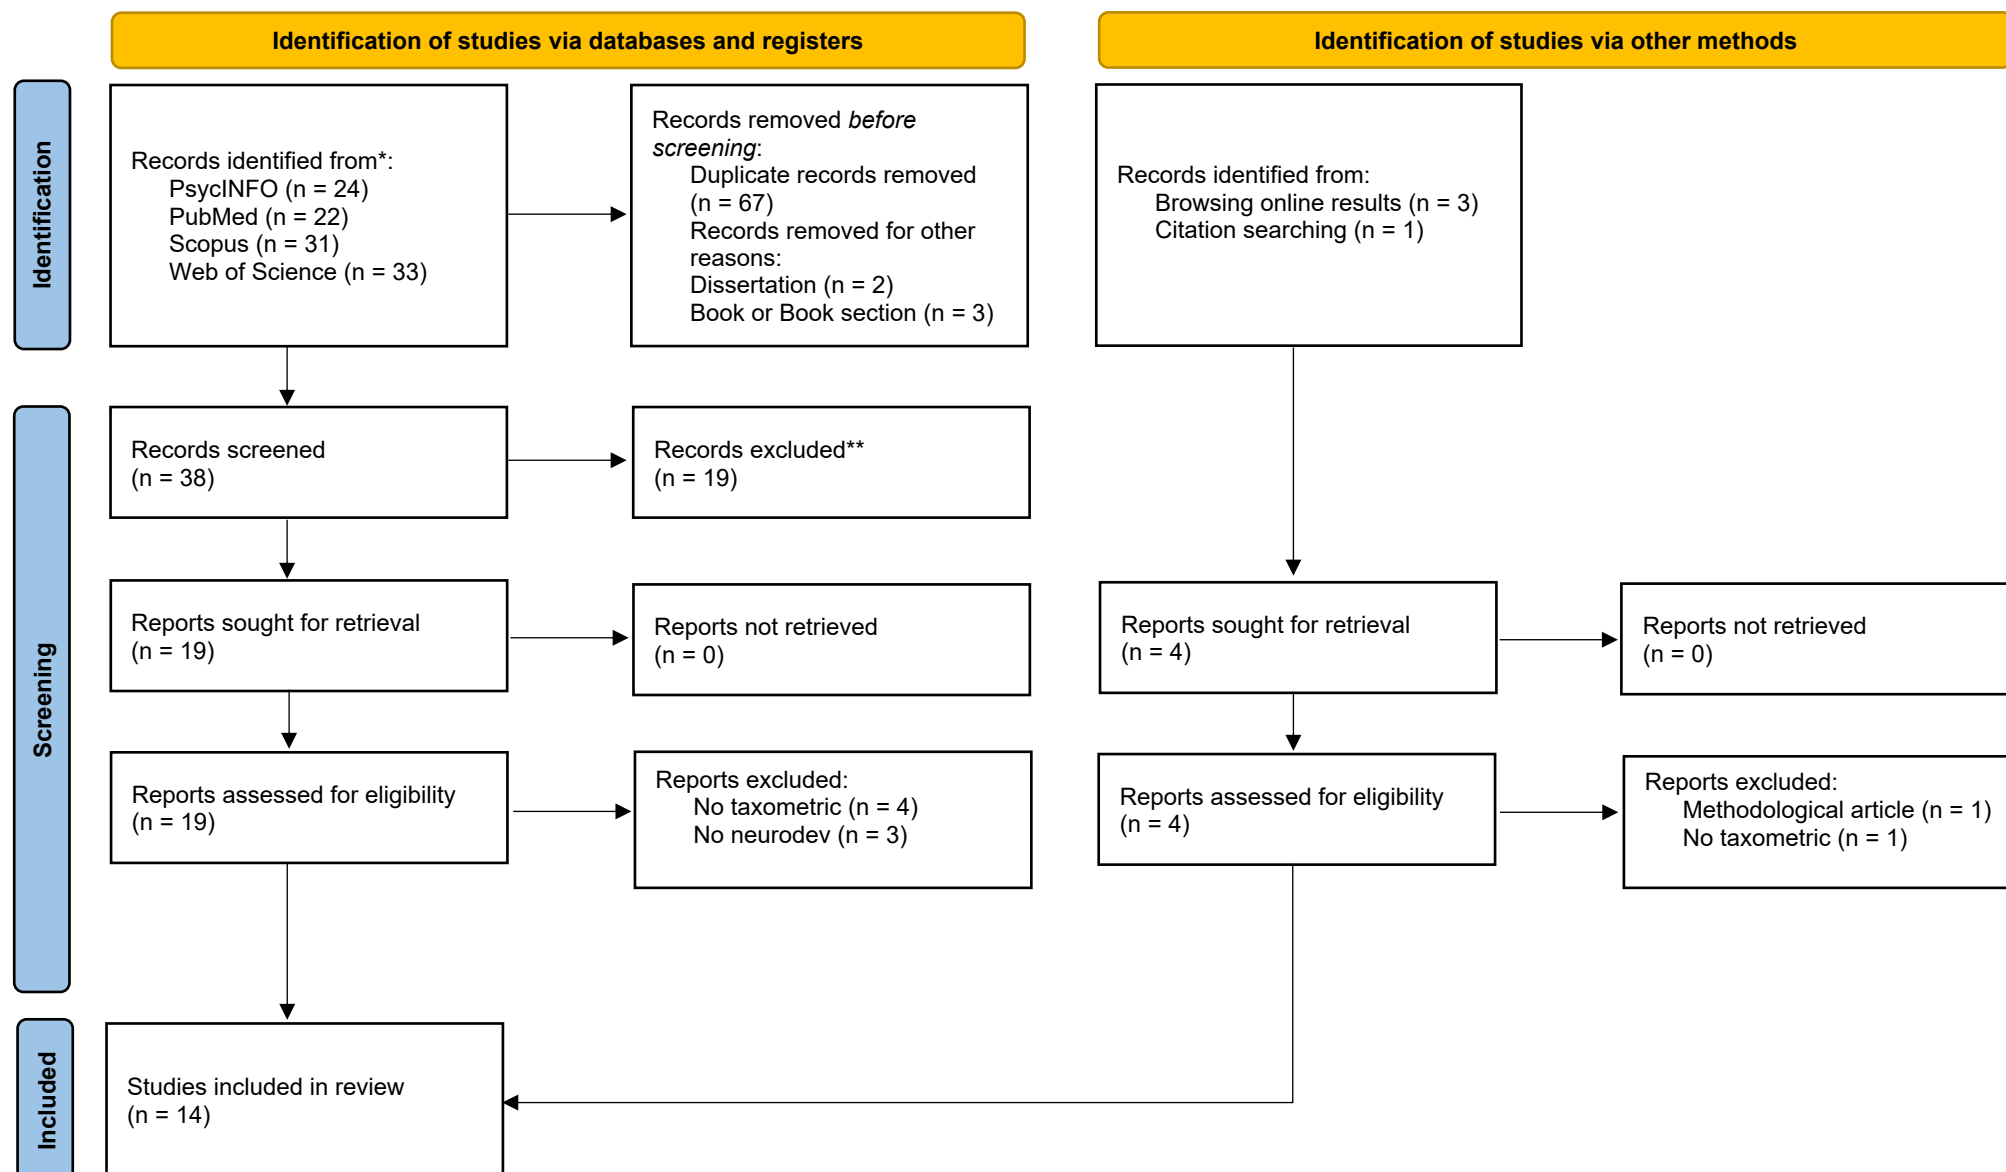 Identification of studies via databases and registers
Identification of studies via other methods
Identification
Records identified from*:
PsycINFO (n = 24)
PubMed (n = 22)
Scopus (n = 31)
Web of Science (n = 33)
Records removed before
screening:
Duplicate records removed
(n = 67)
Records removed for other
reasons:
Dissertation (n = 2)
Book or Book section (n = 3)
Records identified from:
Browsing online results (n = 3)
Citation searching (n = 1)
Screening
Records screened
(n = 38)
Records excluded**
(n = 19)
Reports sought for retrieval
(n = 19)
Reports not retrieved
(n = 0)
Reports sought for retrieval
(n = 4)
Reports not retrieved
(n = 0)
Reports assessed for eligibility
(n = 19)
Reports excluded:
No taxometric (n = 4)
No neurodev (n = 3)
Reports assessed for eligibility
(n = 4)
Reports excluded:
Methodological article (n = 1)
No taxometric (n = 1)
Included
Studies included in review
(n = 14)